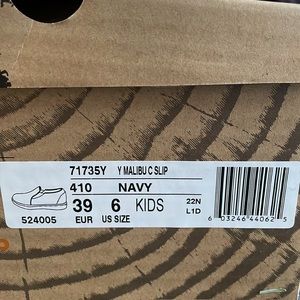 71735Y Y MALIBU C SLIP
410 NAVY
39 6 KIDS 22N
EUR US SIZE L1D
524005
6 03246 44062 5